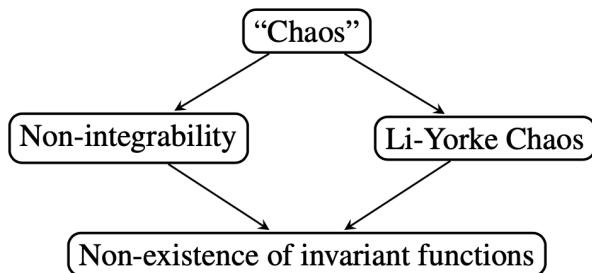 “Chaos”
Non-integrability
Li-Yorke Chaos
Non-existence of invariant functions